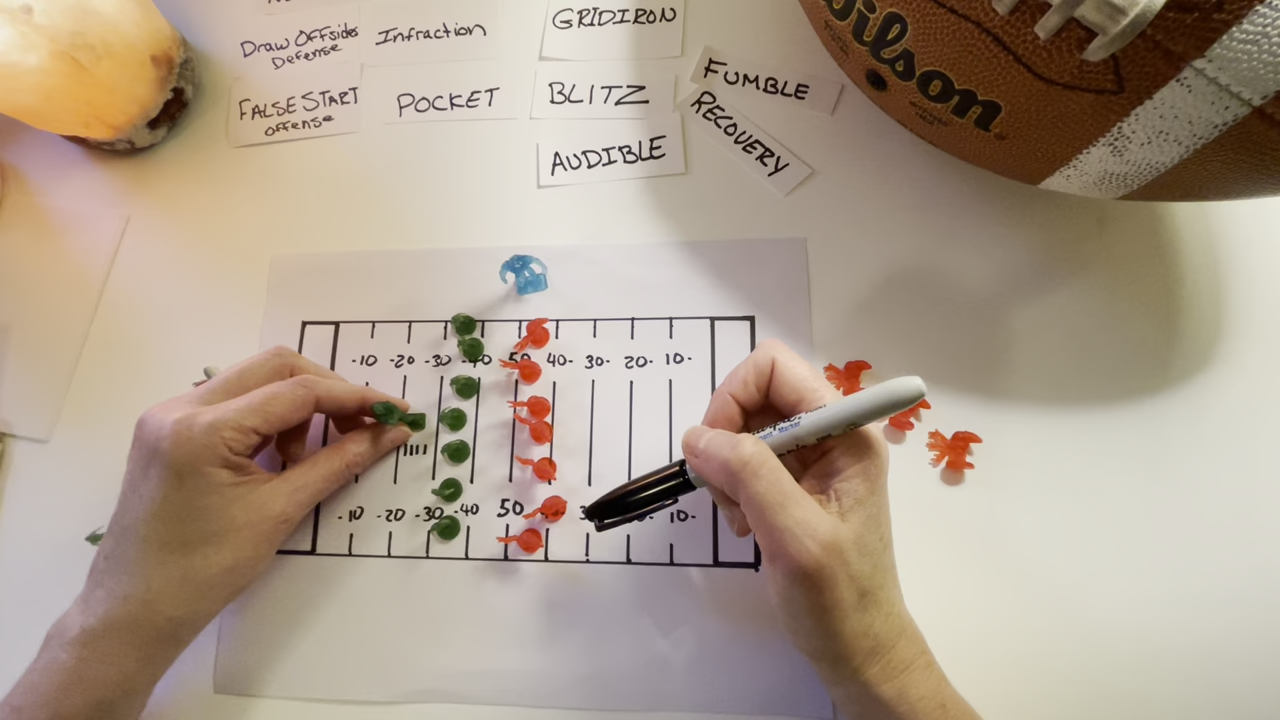 Draw Offsides
Defense
Infraction
GRIDIRON
FALSE START
offense
POCKET
BLITZ
FUMBLE
RECOVERY
AUDIBLE
Wilson
-10 -20 -30 -40 50 40- 30- 20- 10-
-10 -20 -30 -40 50 10-